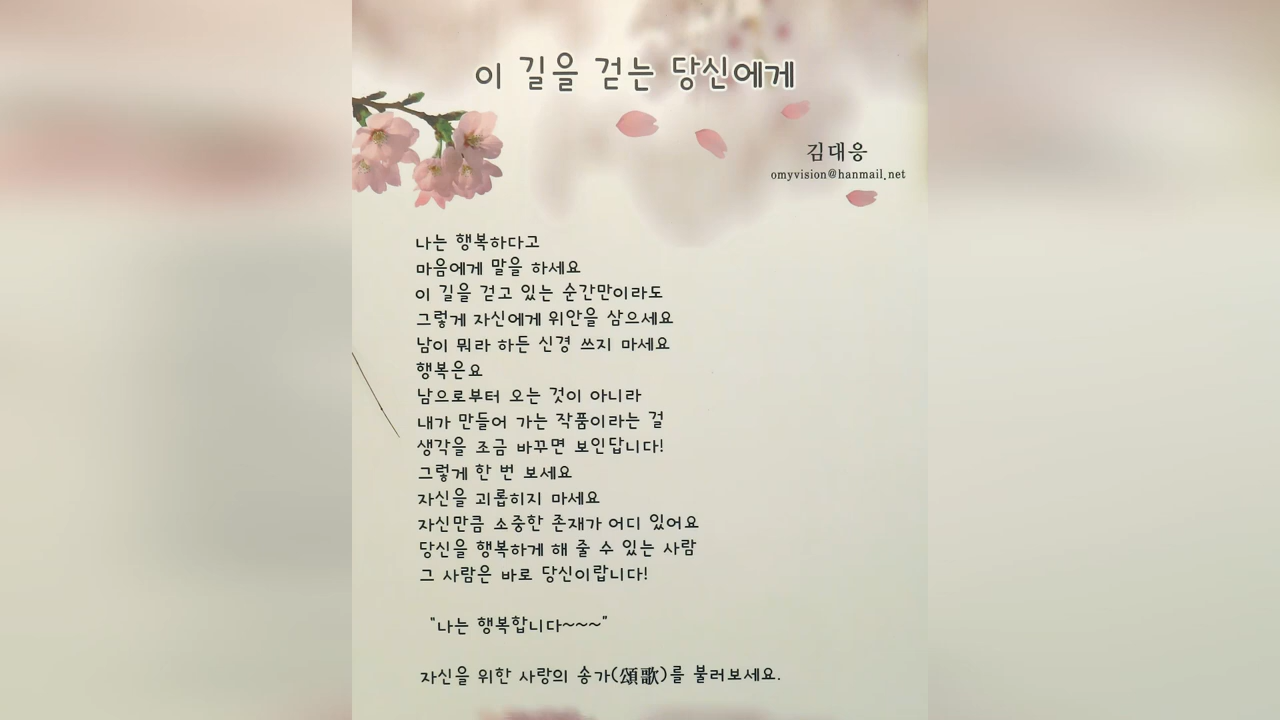 이 길을 걷는 당신에게
김대응
omyvision@hanmail.net
나는 행복하다고
마음에게 말을 하세요
이 길을 걷고 있는 순간만이라도
그렇게 자신에게 위안을 삼으세요
남이 뭐라 하든 신경 쓰지 마세요
행복은요
남으로부터 오는 것이 아니라
내가 만들어 가는 작품이라는 걸
생각을 조금 바꾸면 보인답니다!
그렇게 한 번 보세요
자신을 괴롭히지 마세요
자신만큼 소중한 존재가 어디 있어요
당신을 행복하게 해 줄 수 있는 사람
그 사람은 바로 당신이랍니다!
"나는 행복합니다~~~"
자신을 위한 사랑의 송가(頌歌)를 불러보세요.